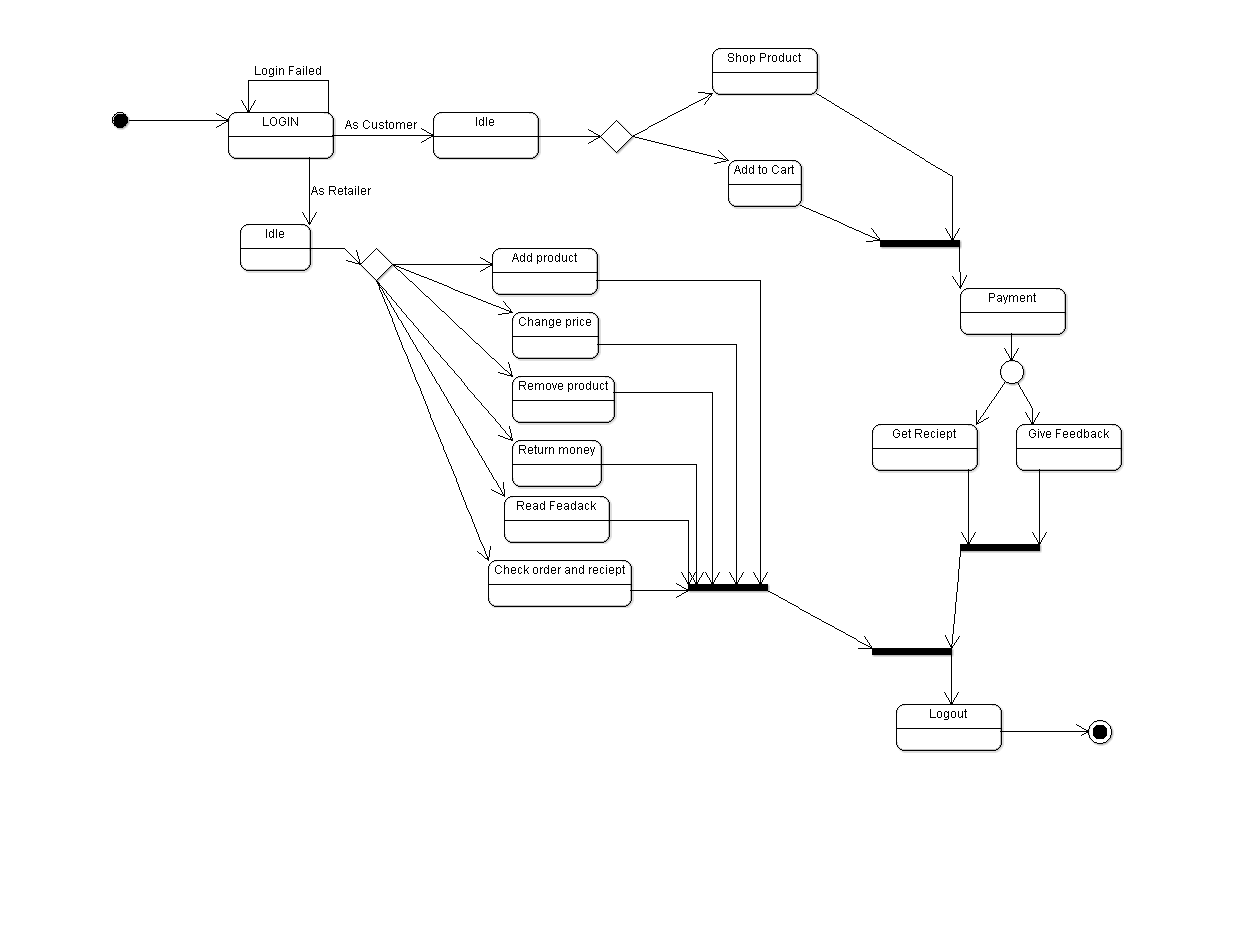 Shop Product
Login Failed
LOGIN
As Customer
Idle
Add to Cart
As Retailer
Idle
Add product
Change price
Payment
Remove product
Get Reciept
Give Feedback
Return money
Read Feadack
Check order and reciept
Logout